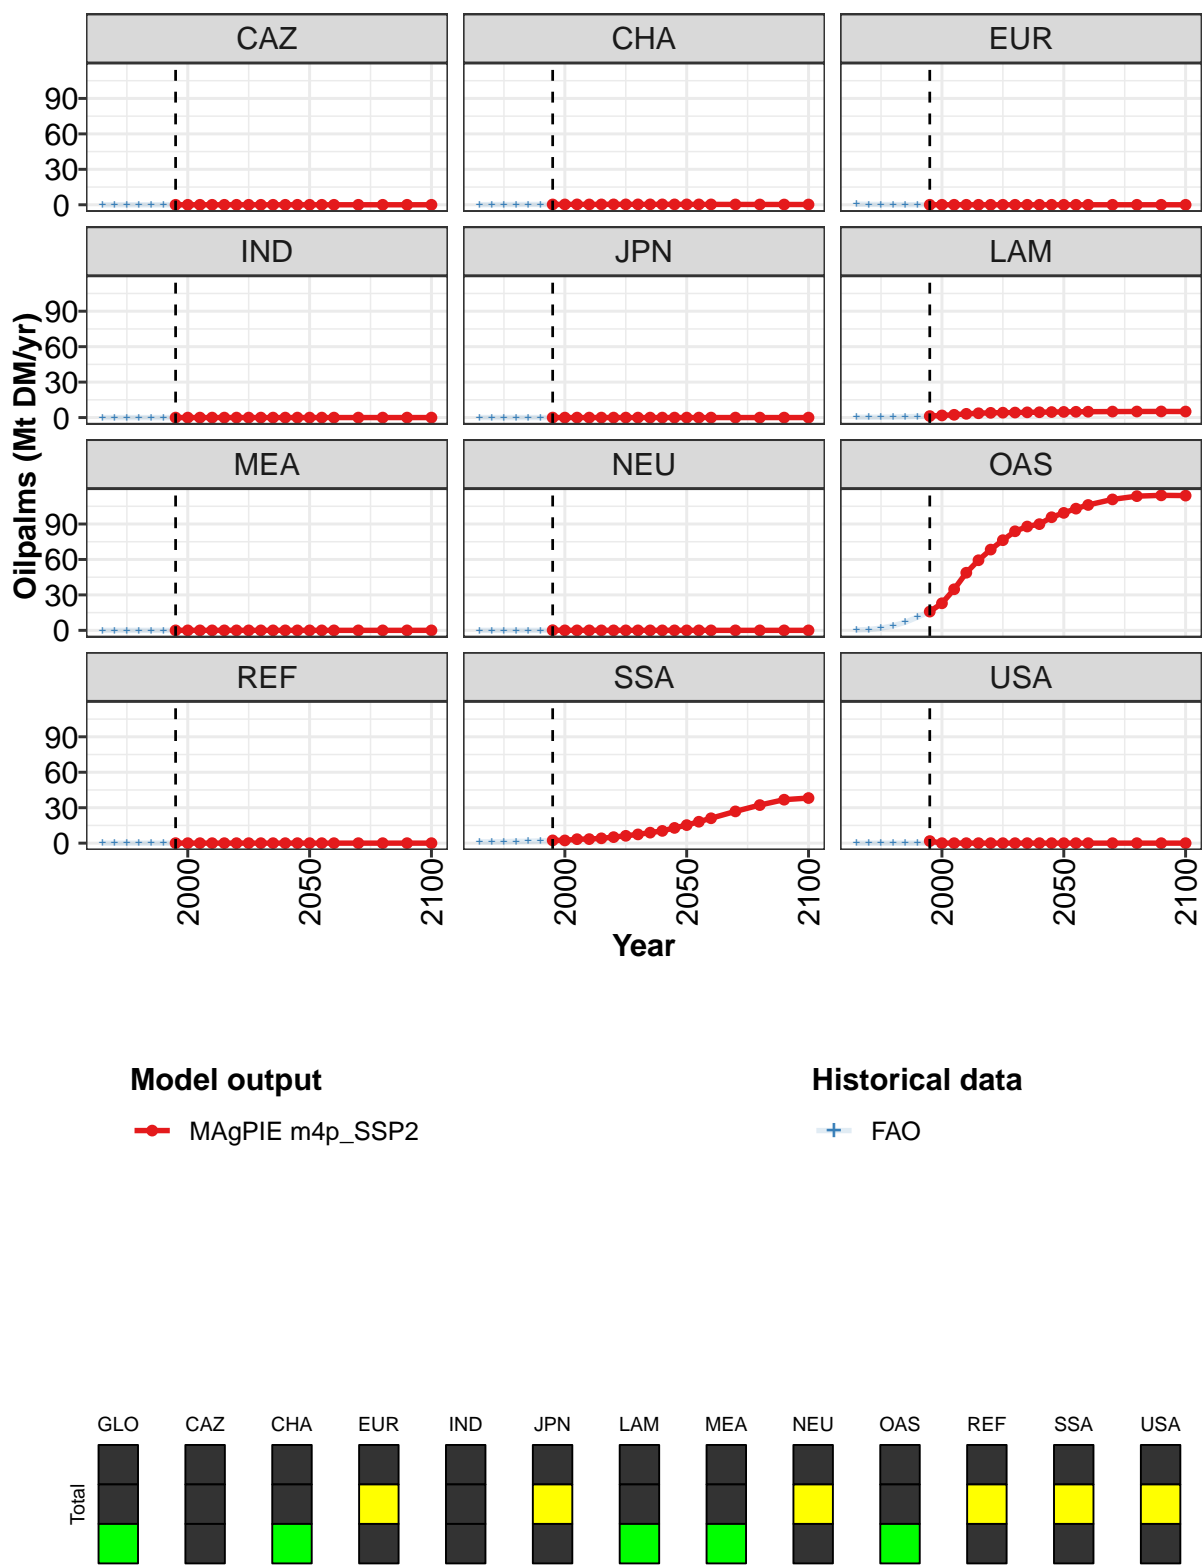 CAZ CHA EUR
90
60
30
0
IND JPN LAM
90
60
30
0
MEA NEU OAS
90
60
30
0
REF SSA USA
90
60
30
0
Oilpalms (Mt DM/yr)
2000 2050 2100 2000 2050 2100 2000 2050 2100
Year
Model output
MAgPIE m4p_SSP2
Historical data
FAO
GLO CAZ CHA EUR IND JPN LAM MEA NEU OAS REF SSA USA
Total